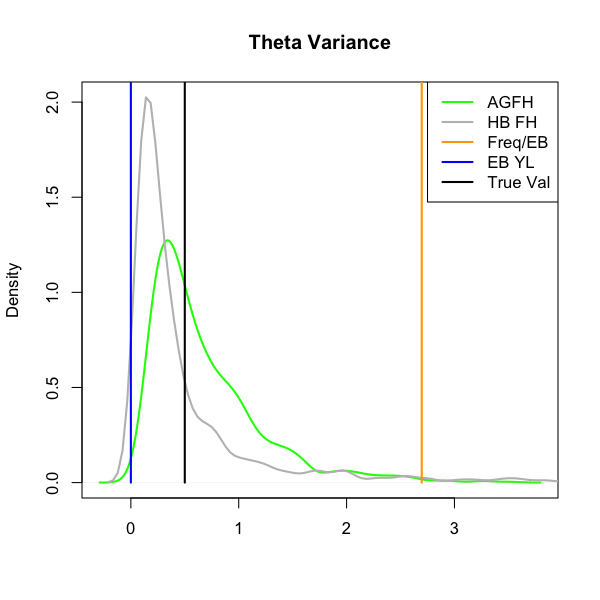 Theta Variance
Density
2.0
1.5
1.0
0.5
0.0
0
1
2
3
AGFH
HB FH
Freq/EB
EB YL
True Val